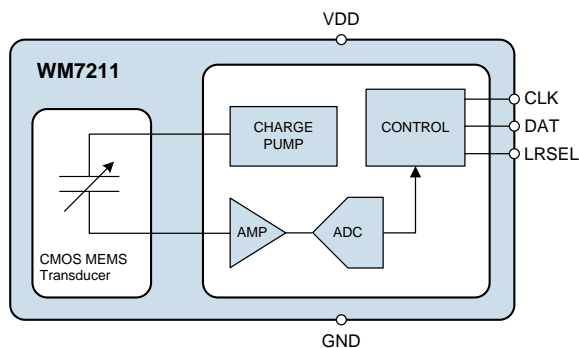 VDD
WM7211
CHARGE
PUMP
CONTROL
CLK
DAT
LRSEL
AMP
ADC
CMOS MEMS
Transducer
GND